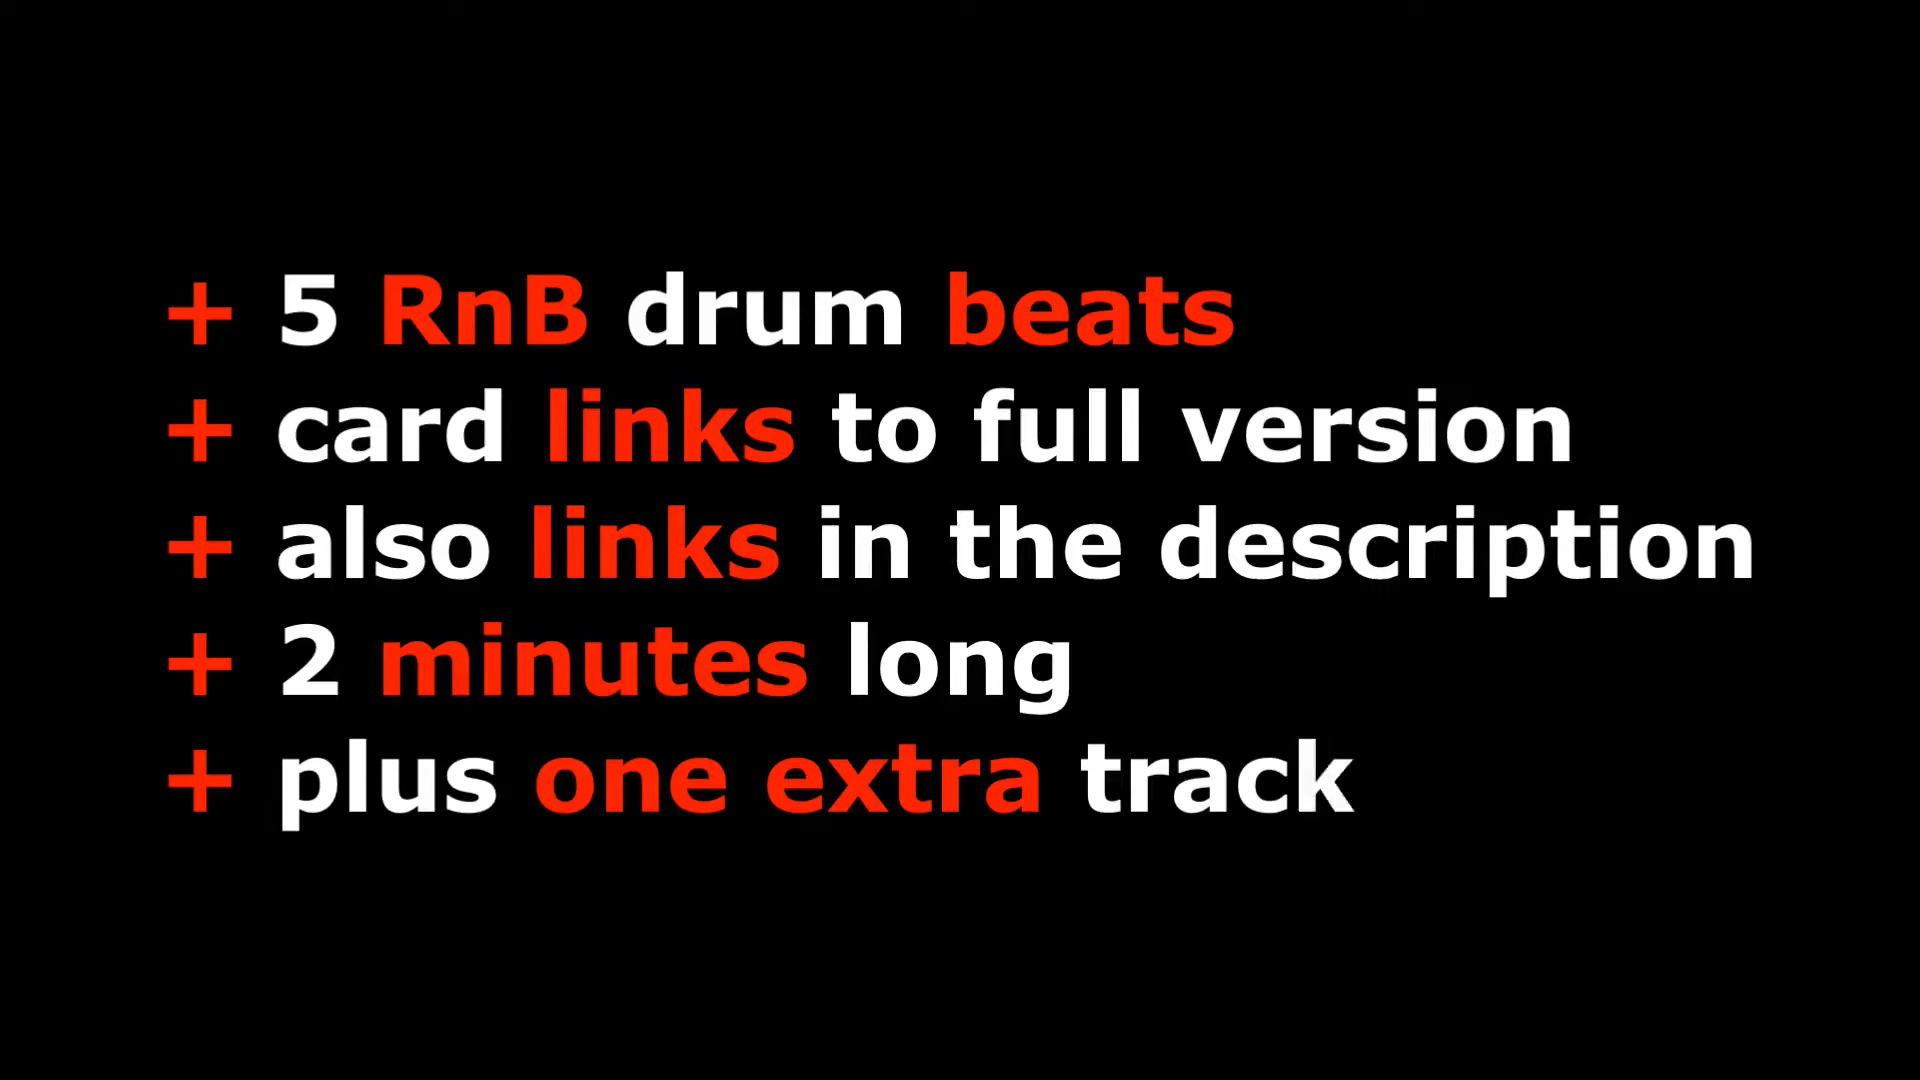 + 5 RnB drum beats
+ card links to full version
+ also links in the description
+ 2 minutes long
+ plus one extra track